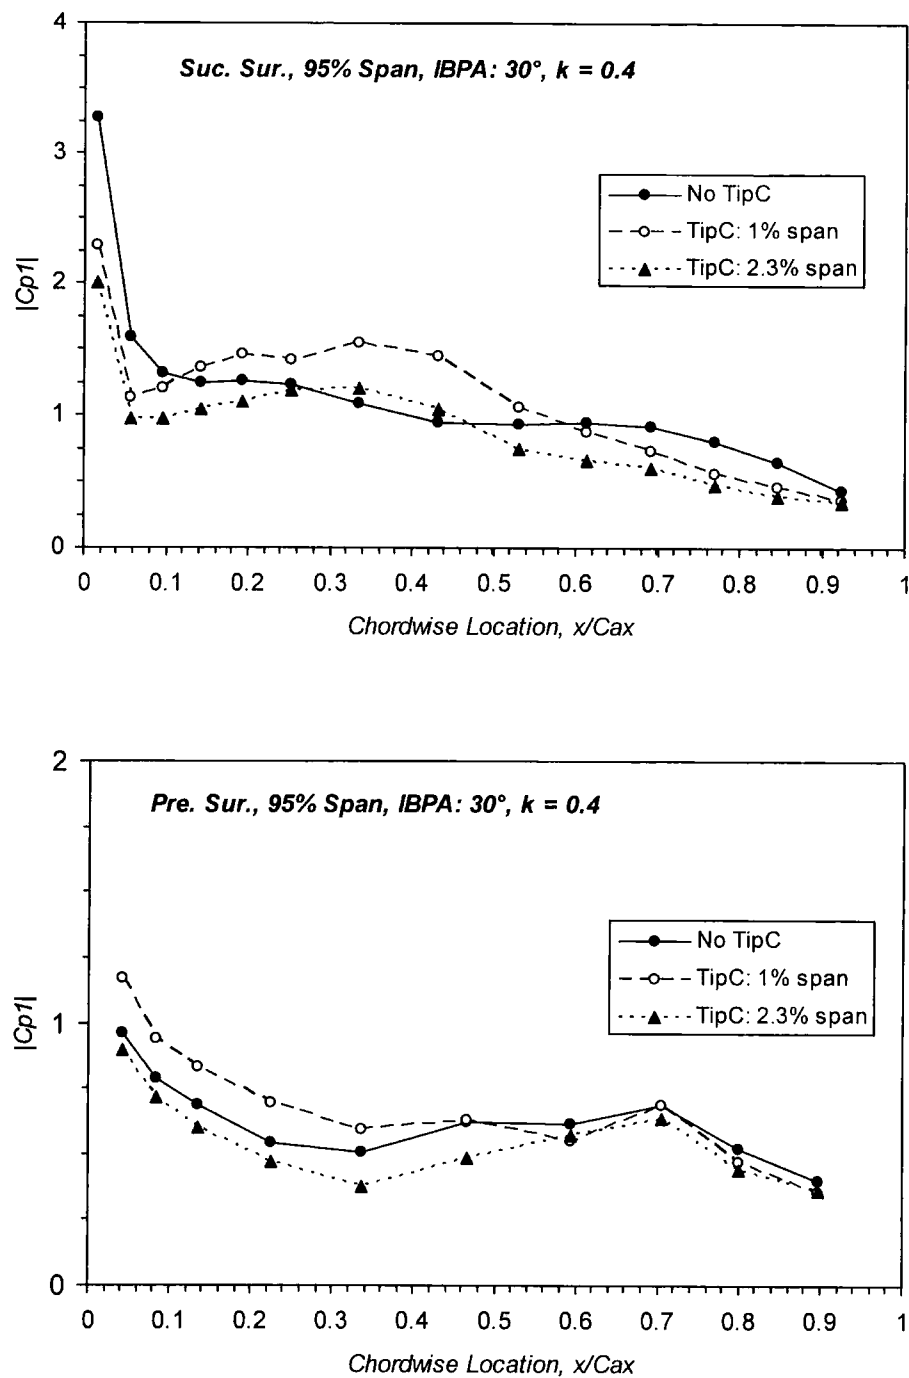 4
Suc. Sur., 95% Span, IBPA: 30°, k = 0.4
3
No TipC
TipC: 1% span
TipC: 2.3% span
2
|Cp1|
1
0
0 0.1 0.2 0.3 0.4 0.5 0.6 0.7 0.8 0.9 1
Chordwise Location, x/Cax
2
Pre. Sur., 95% Span, IBPA: 30°, k = 0.4
No TipC
TipC: 1% span
TipC: 2.3% span
|Cp1|
1
0
0 0.1 0.2 0.3 0.4 0.5 0.6 0.7 0.8 0.9 1
Chordwise Location, x/Cax